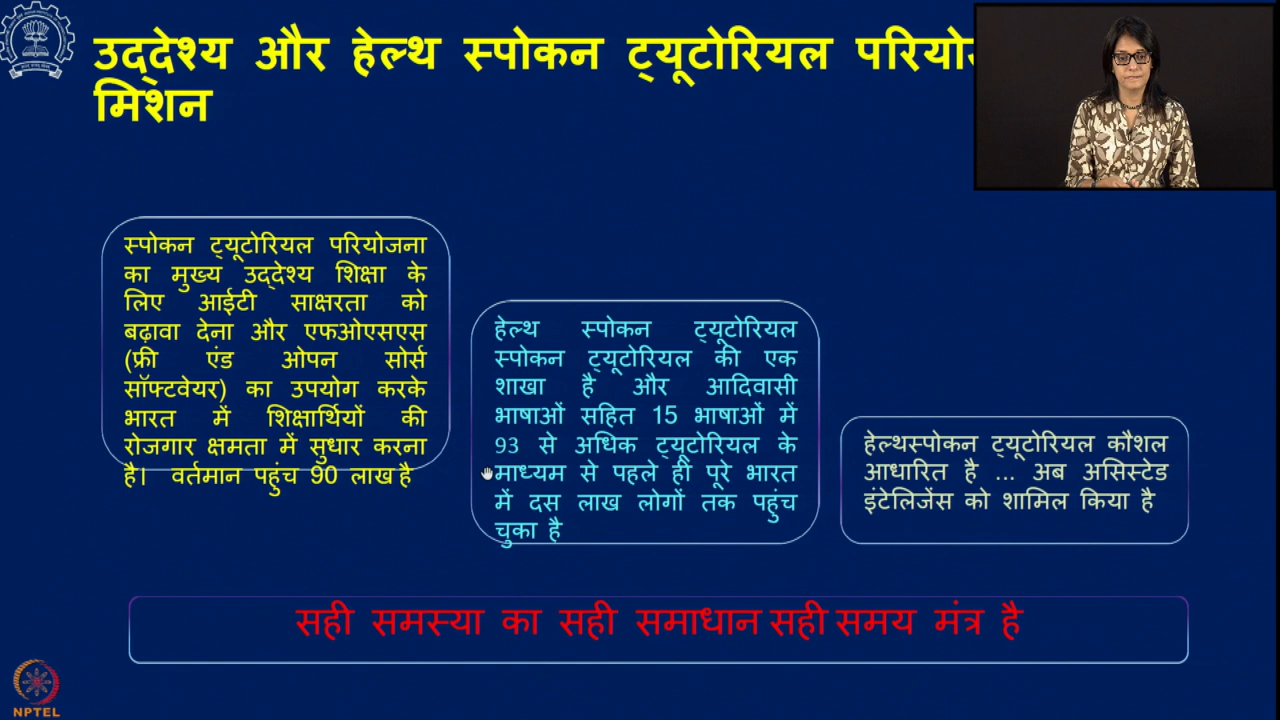 उद्देश्य और हेल्थ स्पोकन ट्यूटोरियल
मिशन
स्पोकन ट्यूटोरियल परियोजना
का मुख्य उद्देश्य शिक्षा के
लिए आईटी साक्षरता को
बढ़ावा देना और एफओएसएस
(फ्री एंड ओपन सोर्स
सॉफ्टवेयर) का उपयोग करके
भारत में शिक्षार्थियों की
रोजगार क्षमता में सुधार करना
है। वर्तमान पहुंच 90 लाख है
हेल्थ स्पोकन ट्यूटोरियल
स्पोकन ट्यूटोरियल की एक
शाखा है और आदिवासी
भाषाओं सहित 15 भाषाओं में
93 से अधिक ट्यूटोरियल के
माध्यम से पहले ही पूरे भारत
में दस लाख लोगों तक पहुंच
चुका है
हेल्थस्पोकन ट्यूटोरियल कौशल
आधारित है ... अब असिस्टेड
इंटेलिजेंस को शामिल किया है
सही समस्या का सही समाधान सही समय मंत्र है
NPTEL